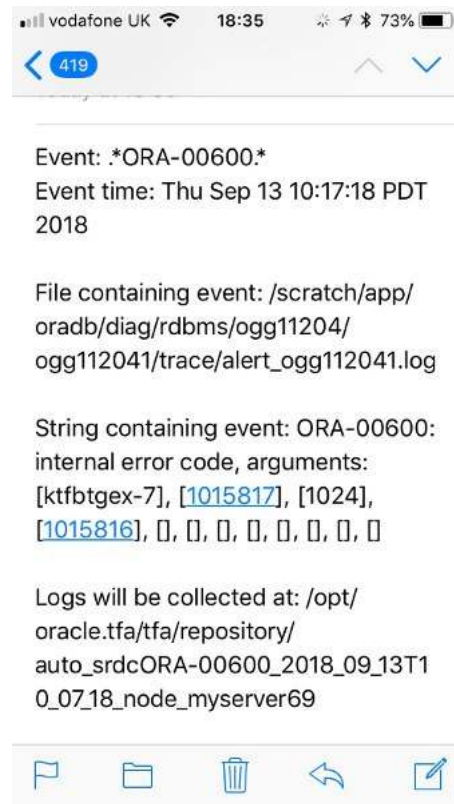 vodafone UK 18:35 73%
419
Event: .*ORA-00600.*
Event time: Thu Sep 13 10:17:18 PDT
2018
File containing event: /scratch/app/
oradb/diag/rdbms/ogg11204/
ogg112041/trace/alert_ogg112041.log
String containing event: ORA-00600:
internal error code, arguments:
[ktfbtgex-7], [1015817], [1024],
[1015816], [], [], [], [], [], [], [], []
Logs will be collected at: /opt/
oracle.tfa/tfa/repository/
auto_srdcORA-00600_2018_09_13T1
0_07_18_node_myserver69